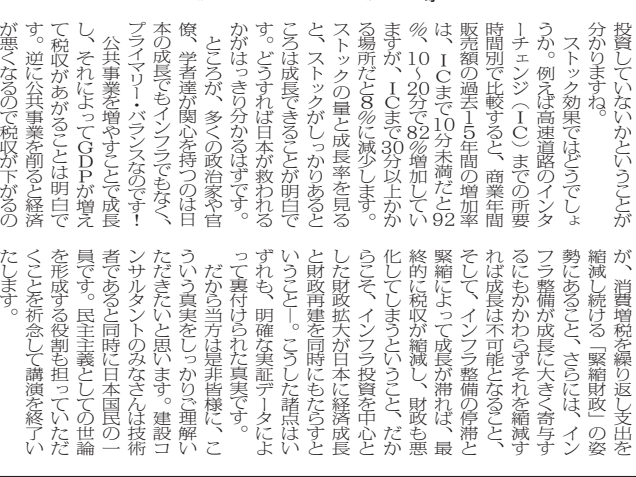 投資していないかということが
分かりますね。
ストック効果ではどうでしょ
うか。例えば高速道路のインタ
ーチェンジ（ＩＣ）までの所要
時間別で比較すると、商業年間
販売額の過去１５年間の増加率
は、ＩＣまで10分未満だと92
％、10～20分で82％増加してい
ますが、ＩＣまで30分以上かか
る場所だと８％に減少します。
ストックの量と成長率を見る
と、ストックがしっかりあると
ころは成長できることが明白で
す。どうすれば日本が救われる
かがはっきり分かるはずです。
ところが、多くの政治家や官
僚、学者達が関心を持つのは日
本の成長でもインフラでもなく、
プライマリー・バランスなのです！
公共事業を増やすことで成長
し、それによってＧＤＰが増え
て税収があがることは明白で
す。逆に公共事業を削ると経済
が悪くなるので税収が下がるの
が、消費増税を繰り返し支出を
縮減し続ける「緊縮財政」の姿
勢にあること、さらには、イン
フラ整備が成長に大きく寄与す
るにもかかわらずそれを縮減す
れば成長は不可能となること、
そして、インフラ整備の停滞と
緊縮によって成長が滞れば、最
終的に税収が縮減し、財政も悪
化してしまうということ、だか
らこそ、インフラ投資を中心と
した財政拡大が日本に経済成長
と財政再建を同時にもたらすと
いうこと―。こうした諸点はい
ずれも、明確な実証データによ
って裏付けられた真実です。
だから当方は是非皆様に、こ
ういう真実をしっかりご理解い
ただきたいと思います。建設コ
ンサルタントのみなさんは技術
者であると同時に日本国民の一
員です。民主主義としての世論
を形成する役割も担っていただ
くことを祈念して講演を終了い
たします。